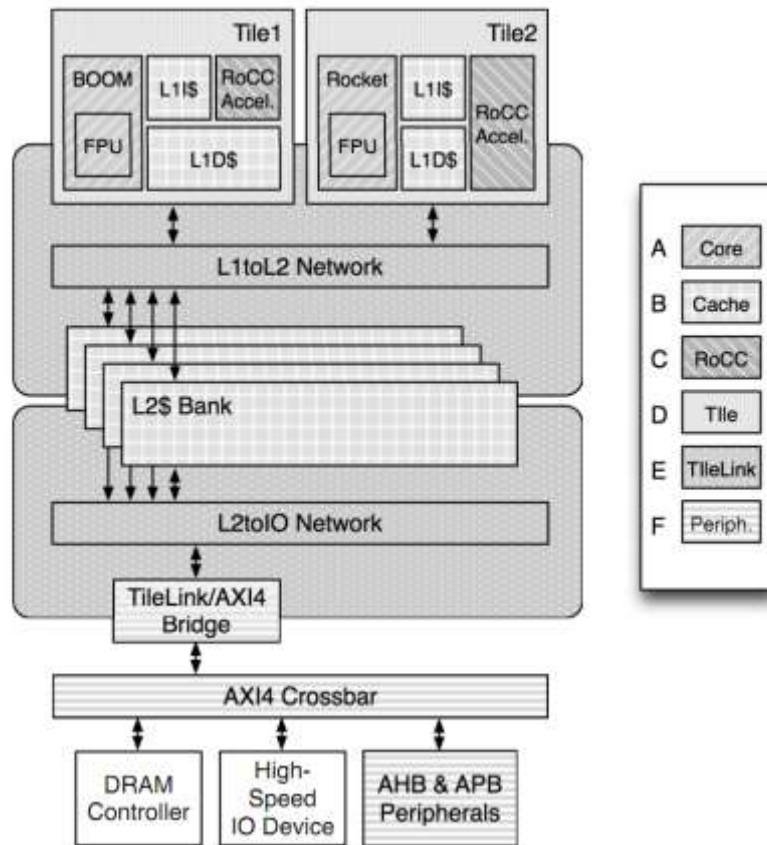 Tile1
BOOM
FPU
L1I$
RoCC
Accel.
L1D$
Tile2
Rocket
FPU
L1I$
L1D$
RoCC
Accel.
L1toL2 Network
L2$ Bank
L2toIO Network
TileLink/AXI4
Bridge
AXI4 Crossbar
DRAM
Controller
High-
Speed
IO Device
AHB & APB
Peripherals
A Core
B Cache
C RoCC
D TIle
E TIleLink
F Periph.